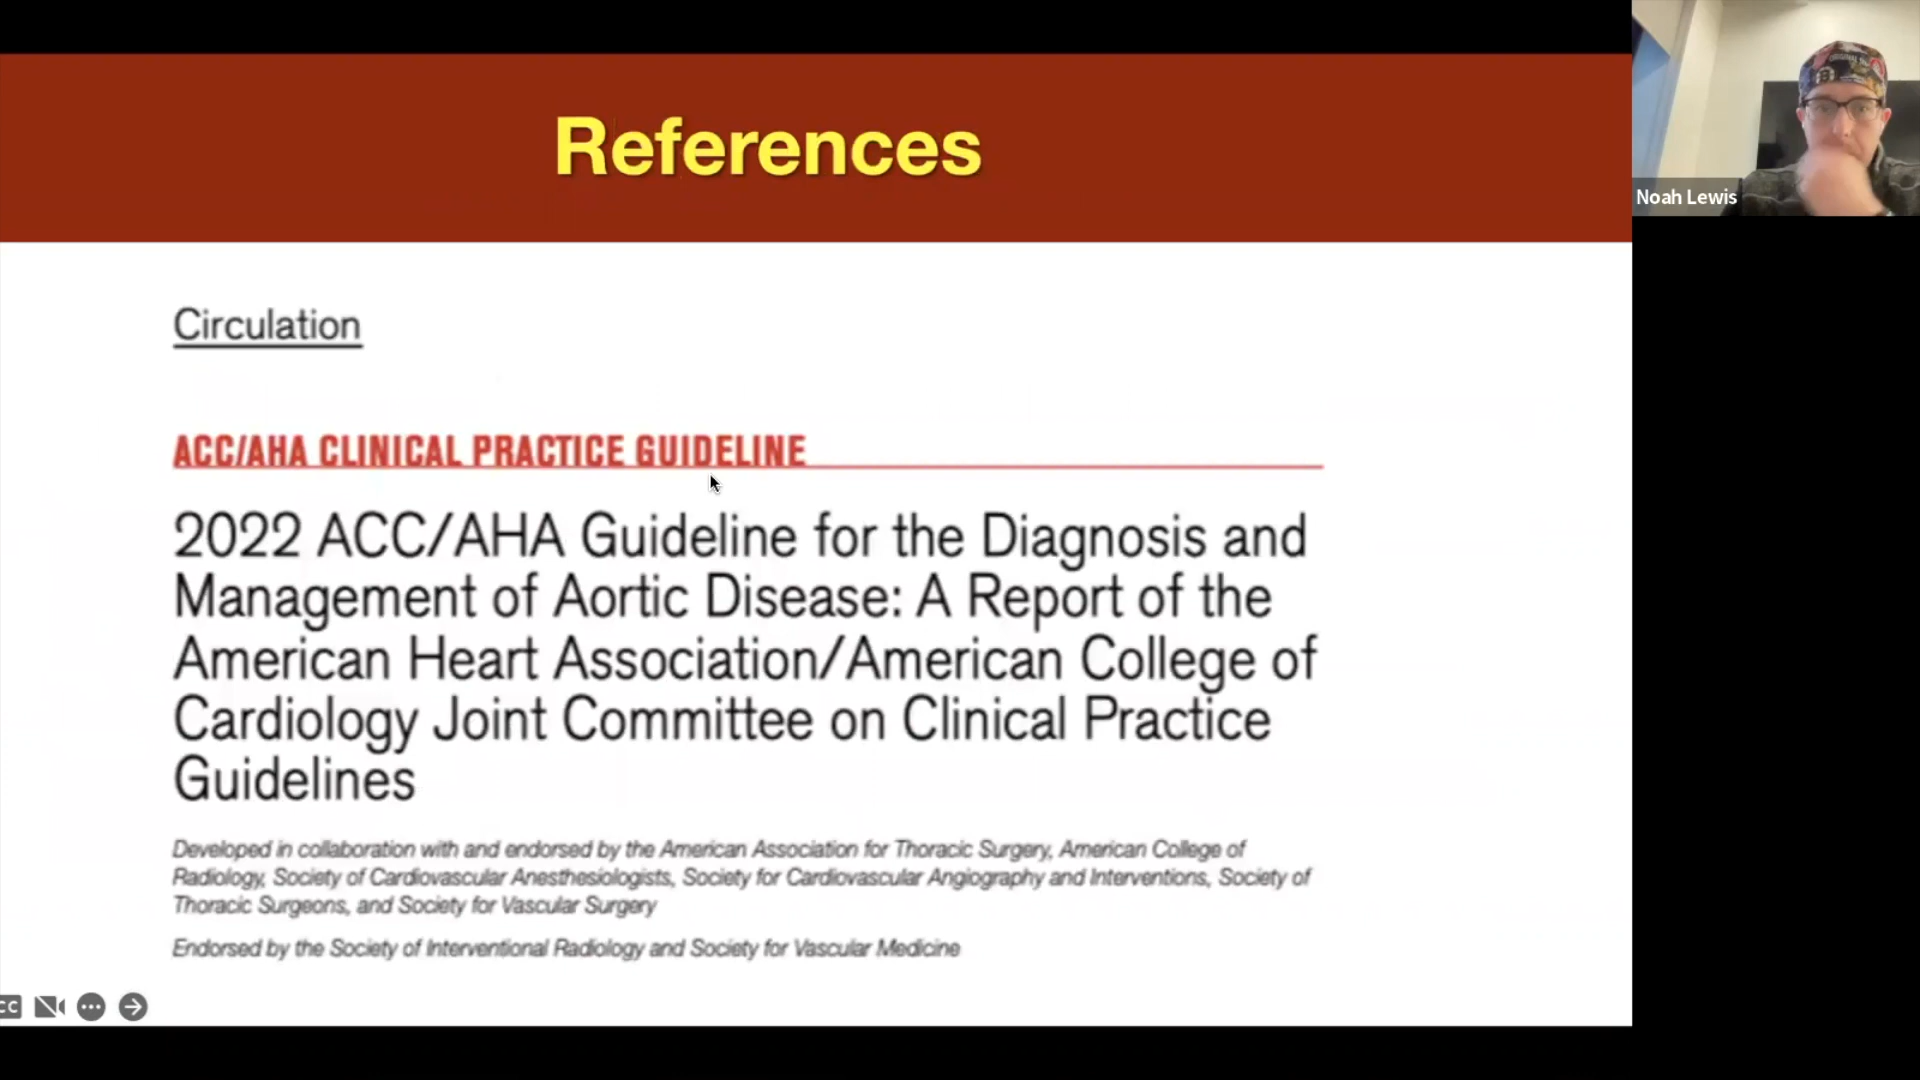 References
Noah Lewis
Circulation
ACC/AHA CLINICAL PRACTICE GUIDELINE
2022 ACC/AHA Guideline for the Diagnosis and
Management of Aortic Disease: A Report of the
American Heart Association/American College of
Cardiology Joint Committee on Clinical Practice
Guidelines
Developed in collaboration with and endorsed by the American Association for Thoracic Surgery, American College of
Radiology, Society of Cardiovascular Anesthesiologists, Society for Cardiovascular Angiography and Interventions, Society of
Thoracic Surgeons, and Society for Vascular Surgery
Endorsed by the Society of Interventional Radiology and Society for Vascular Medicine
CC